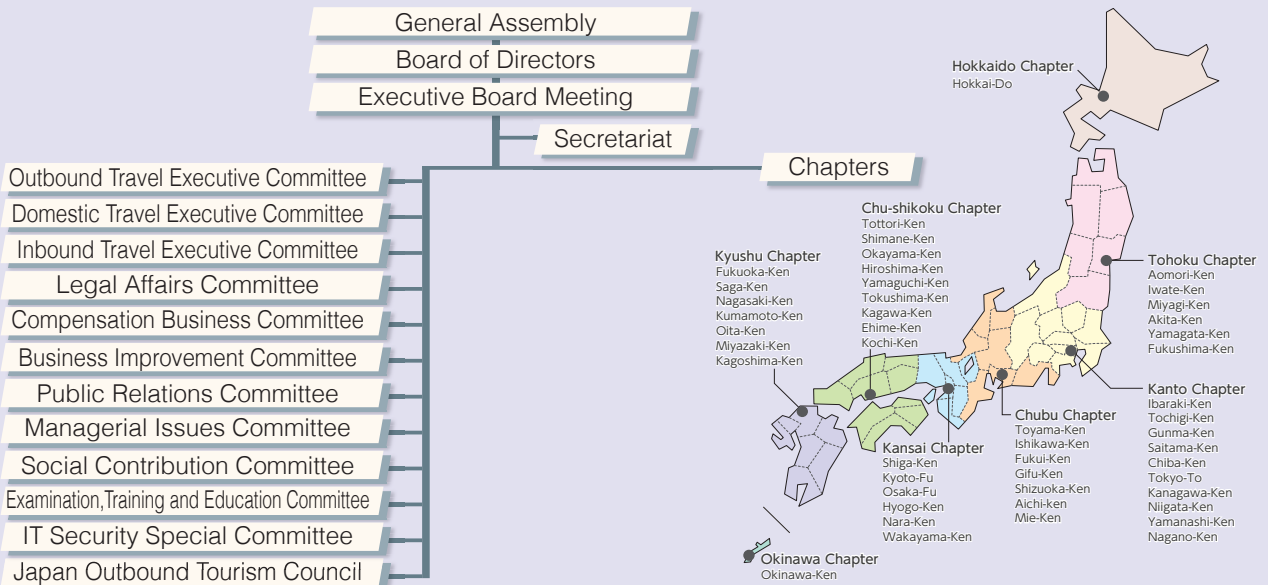 General Assembly
Board of Directors
Executive Board Meeting
Secretariat
Chapters
Outbound Travel Executive Committee
Domestic Travel Executive Committee
Inbound Travel Executive Committee
Legal Affairs Committee
Compensation Business Committee
Business Improvement Committee
Public Relations Committee
Managerial Issues Committee
Social Contribution Committee
Examination,Training and Education Committee
IT Security Special Committee
Japan Outbound Tourism Council
Hokkaido Chapter
Hokkai-Do
Tohoku Chapter
Aomori-Ken
Iwate-Ken
Miyagi-Ken
Akita-Ken
Yamagata-Ken
Fukushima-Ken
Kanto Chapter
Ibaraki-Ken
Tochigi-Ken
Gunma-Ken
Saitama-Ken
Chiba-Ken
Tokyo-To
Kanagawa-Ken
Niigata-Ken
Yamanashi-Ken
Nagano-Ken
Chubu Chapter
Toyama-Ken
Ishikawa-Ken
Fukui-Ken
Gifu-Ken
Shizuoka-Ken
Aichi-ken
Mie-Ken
Kansai Chapter
Shiga-Ken
Kyoto-Fu
Osaka-Fu
Hyogo-Ken
Nara-Ken
Wakayama-Ken
Chu-shikoku Chapter
Tottori-Ken
Shimane-Ken
Okayama-Ken
Hiroshima-Ken
Yamaguchi-Ken
Tokushima-Ken
Kagawa-Ken
Ehime-Ken
Kochi-Ken
Kyushu Chapter
Fukuoka-Ken
Saga-Ken
Nagasaki-Ken
Kumamoto-Ken
Oita-Ken
Miyazaki-Ken
Kagoshima-Ken
Okinawa Chapter
Okinawa-Ken